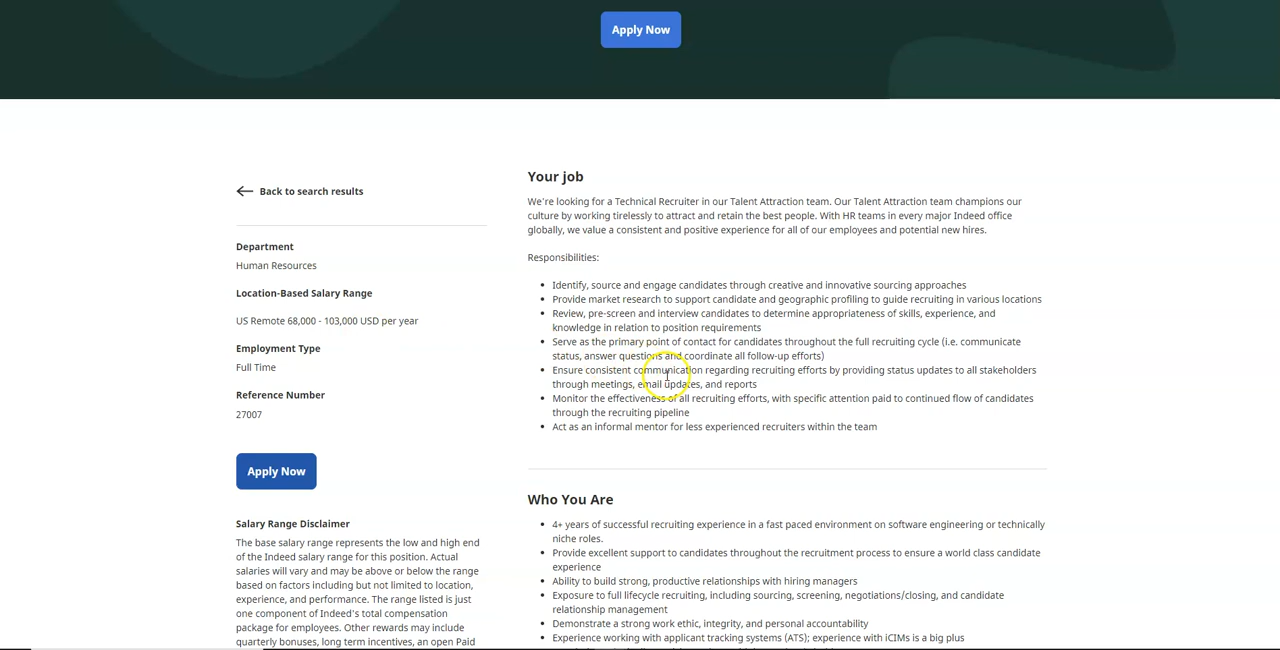 Apply Now
Back to search results
Department
Human Resources
Location-Based Salary Range
US Remote 68,000 - 103,000 USD per year
Employment Type
Full Time
Reference Number
27007
Apply Now
Salary Range Disclaimer
The base salary range represents the low and high end
of the Indeed salary range for this position. Actual
salaries will vary and may be above or below the range
based on factors including but not limited to location,
experience, and performance. The range listed is just
one component of Indeed's total compensation
package for employees. Other rewards may include
quarterly bonuses, long term incentives, an open Paid
Your job
We're looking for a Technical Recruiter in our Talent Attraction team. Our Talent Attraction team champions our
culture by working tirelessly to attract and retain the best people. With HR teams in every major Indeed office
globally, we value a consistent and positive experience for all of our employees and potential new hires.
Responsibilities:
• Identify, source and engage candidates through creative and innovative sourcing approaches
• Provide market research to support candidate and geographic profiling to guide recruiting in various locations
• Review, pre-screen and interview candidates to determine appropriateness of skills, experience, and
knowledge in relation to position requirements
• Serve as the primary point of contact for candidates throughout the full recruiting cycle (i.e. communicate
status, answer questions and coordinate all follow-up efforts)
• Ensure consistent communication regarding recruiting efforts by providing status updates to all stakeholders
through meetings, email updates, and reports
• Monitor the effectiveness of all recruiting efforts, with specific attention paid to continued flow of candidates
through the recruiting pipeline
• Act as an informal mentor for less experienced recruiters within the team
Who You Are
• 4+ years of successful recruiting experience in a fast paced environment on software engineering or technically
niche roles.
• Provide excellent support to candidates throughout the recruitment process to ensure a world class candidate
experience
• Ability to build strong, productive relationships with hiring managers
• Exposure to full lifecycle recruiting, including sourcing, screening, negotiations/closing, and candidate
relationship management
• Demonstrate a strong work ethic, integrity, and personal accountability
• Experience working with applicant tracking systems (ATS); experience with iCIMs is a big plus